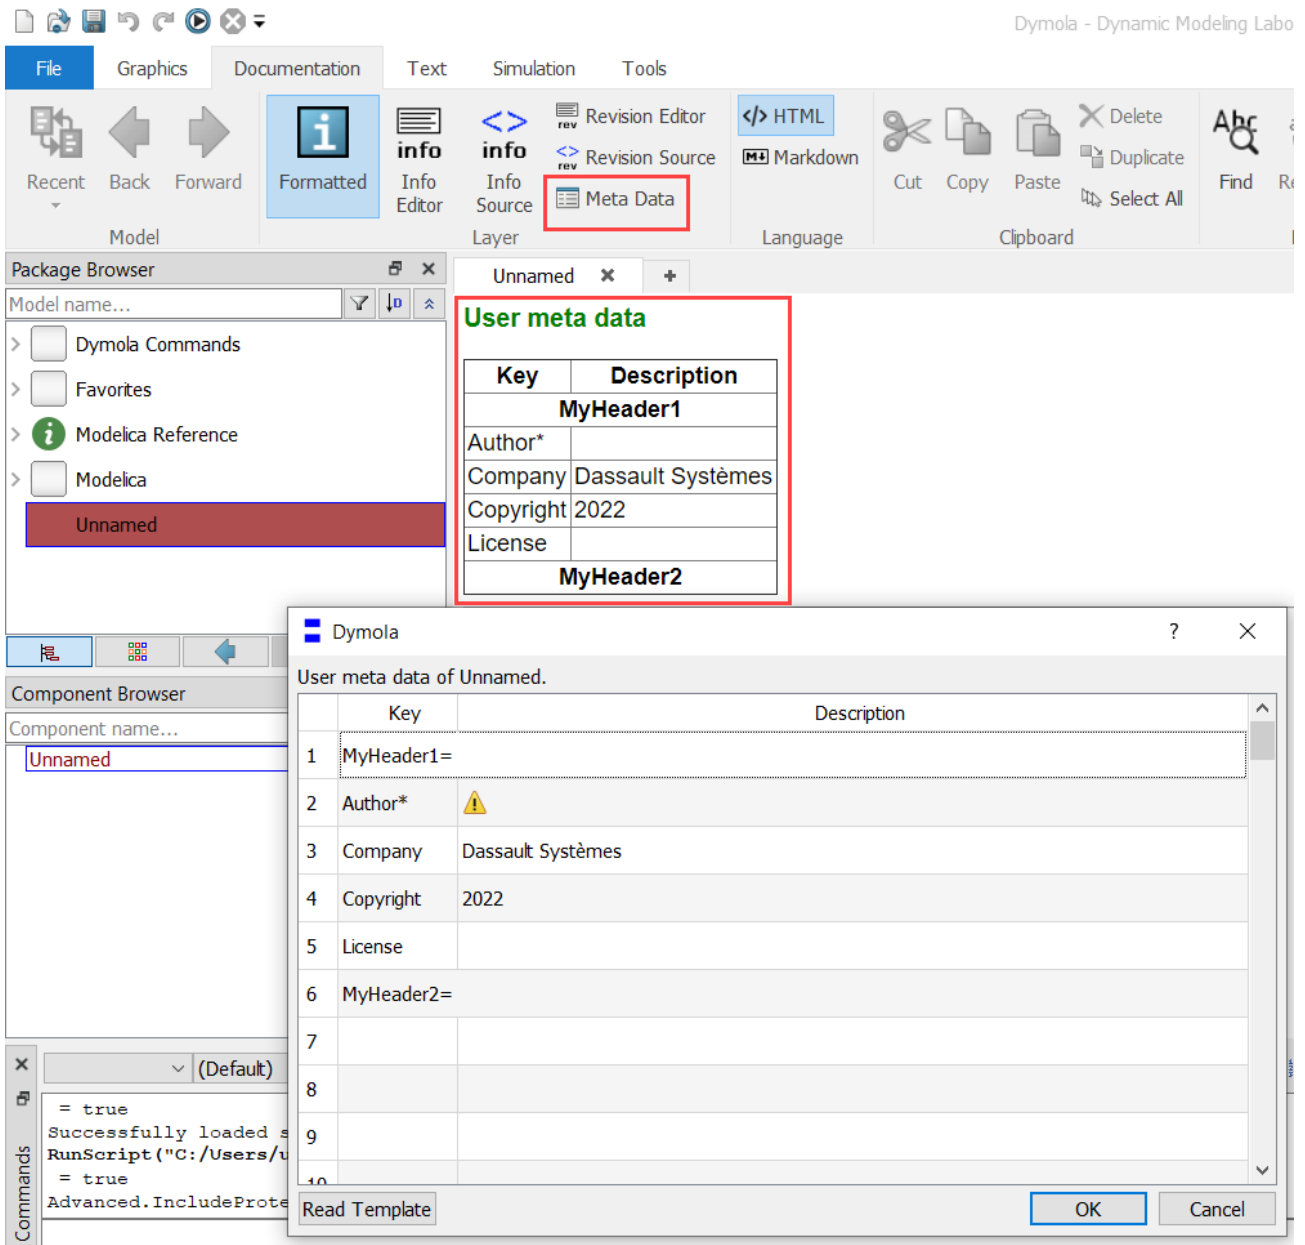 Dymola - Dynamic Modeling Labo
File Graphics Documentation Text Simulation Tools
Recent Back Forward Formatted
info Info Editor
info Info Source
rev Revision Editor
rev Revision Source
Meta Data
</> HTML
M Markdown
Cut Copy Paste
Delete
Duplicate
Select All
Abc Find
Model Layer Language Clipboard
Package Browser
Model name...
Dymola Commands
Favorites
Modelica Reference
Modelica
Unnamed
Unnamed
User meta data
Key Description
MyHeader1
Author*
Company Dassault Systèmes
Copyright 2022
License
MyHeader2
Component Browser
Component name...
Unnamed
Dymola ?
User meta data of Unnamed.
Key Description
1 MyHeader1=
2 Author*
3 Company Dassault Systèmes
4 Copyright 2022
5 License
6 MyHeader2=
7
8
9
10
Read Template OK Cancel
(Default)
= true
Successfully loaded s
RunScript("C:/Users/u
= true
Advanced.IncludeProte
Commands